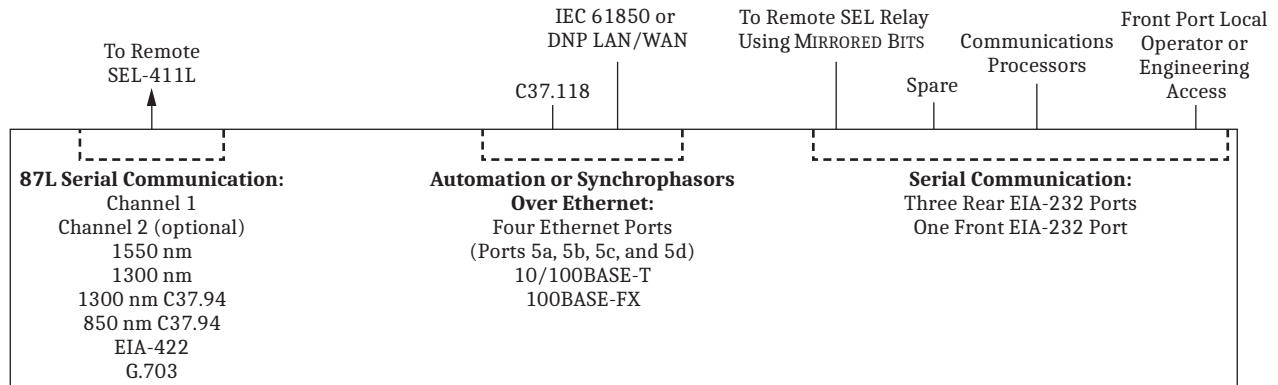 To Remote
SEL-411L
C37.118
IEC 61850 or
DNP LAN/WAN
To Remote SEL Relay
Using MIRRORED BITS
Spare
Communications
Processors
Front Port Local
Operator or
Engineering
Access
87L Serial Communication:
Channel 1
Channel 2 (optional)
1550 nm
1300 nm
1300 nm C37.94
850 nm C37.94
EIA-422
G.703
Automation or Synchrophasors
Over Ethernet:
Four Ethernet Ports
(Ports 5a, 5b, 5c, and 5d)
10/100BASE-T
100BASE-FX
Serial Communication:
Three Rear EIA-232 Ports
One Front EIA-232 Port